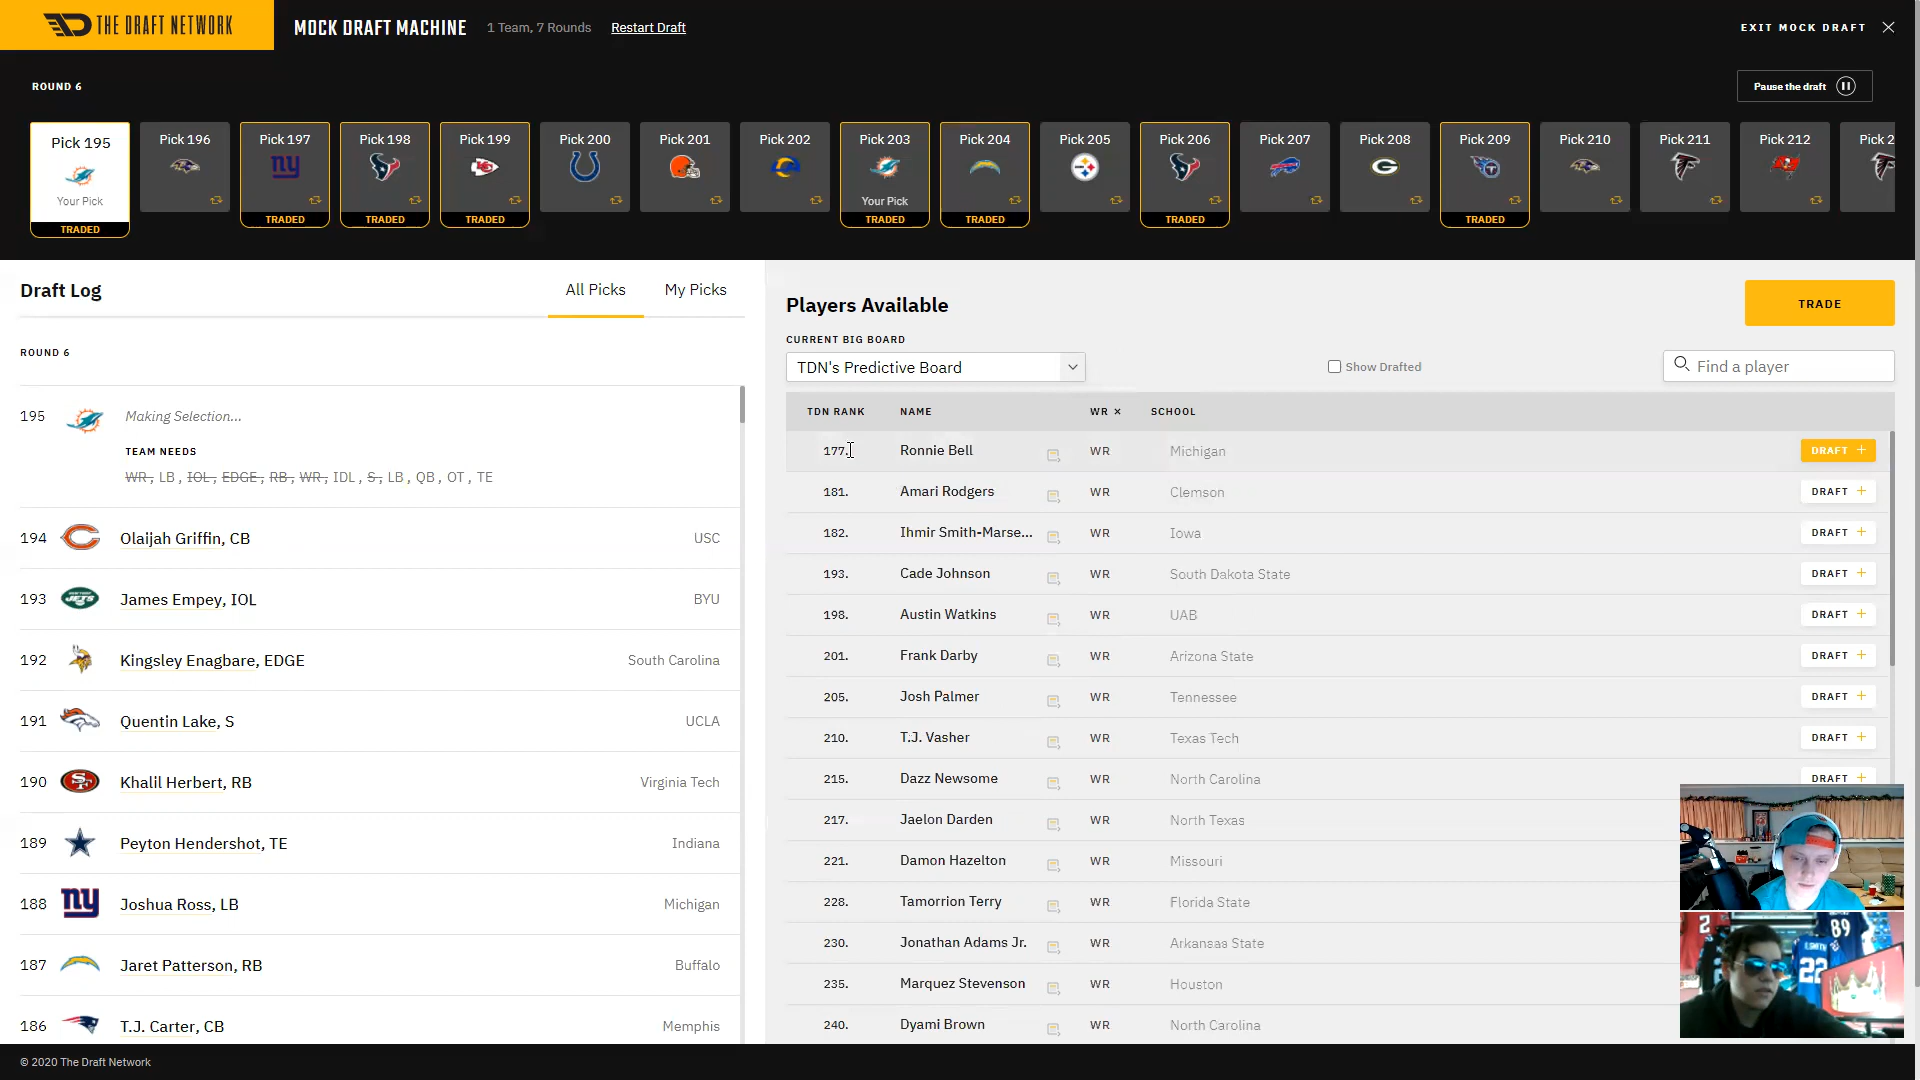 THE DRAFT NETWORK
MOCK DRAFT MACHINE
1 Team, 7 Rounds
Restart Draft
EXIT MOCK DRAFT
ROUND 6
Pause the draft
Pick 195
Your Pick
TRADED
Pick 196
Pick 197
TRADED
Pick 198
TRADED
Pick 199
TRADED
Pick 200
Pick 201
Pick 202
Pick 203
Your Pick
TRADED
Pick 204
TRADED
Pick 205
Pick 206
TRADED
Pick 207
Pick 208
Pick 209
TRADED
Pick 210
Pick 211
Pick 212
Pick 2
Draft Log
All Picks
My Picks
ROUND 6
195 Making Selection...
TEAM NEEDS
WR , LB , IOL , EDGE , RB , WR , IDL , S , LB , QB , OT , TE
194 Olaijah Griffin, CB USC
193 James Empey, IOL BYU
192 Kingsley Enagbare, EDGE South Carolina
191 Quentin Lake, S UCLA
190 Khalil Herbert, RB Virginia Tech
189 Peyton Hendershot, TE Indiana
188 ny Joshua Ross, LB Michigan
187 Jaret Patterson, RB Buffalo
186 T.J. Carter, CB Memphis
Players Available
TRADE
CURRENT BIG BOARD
TDN's Predictive Board
Show Drafted
Find a player
TDN RANK NAME WR × SCHOOL
177. Ronnie Bell WR Michigan DRAFT +
181. Amari Rodgers WR Clemson DRAFT +
182. Ihmir Smith-Marse... WR Iowa DRAFT +
193. Cade Johnson WR South Dakota State DRAFT +
198. Austin Watkins WR UAB DRAFT +
201. Frank Darby WR Arizona State DRAFT +
205. Josh Palmer WR Tennessee DRAFT +
210. T.J. Vasher WR Texas Tech DRAFT +
215. Dazz Newsome WR North Carolina DRAFT +
217. Jaelon Darden WR North Texas
221. Damon Hazelton WR Missouri
228. Tamorrion Terry WR Florida State
230. Jonathan Adams Jr. WR Arkansas State
235. Marquez Stevenson WR Houston
240. Dyami Brown WR North Carolina
2
89
22
© 2020 The Draft Network